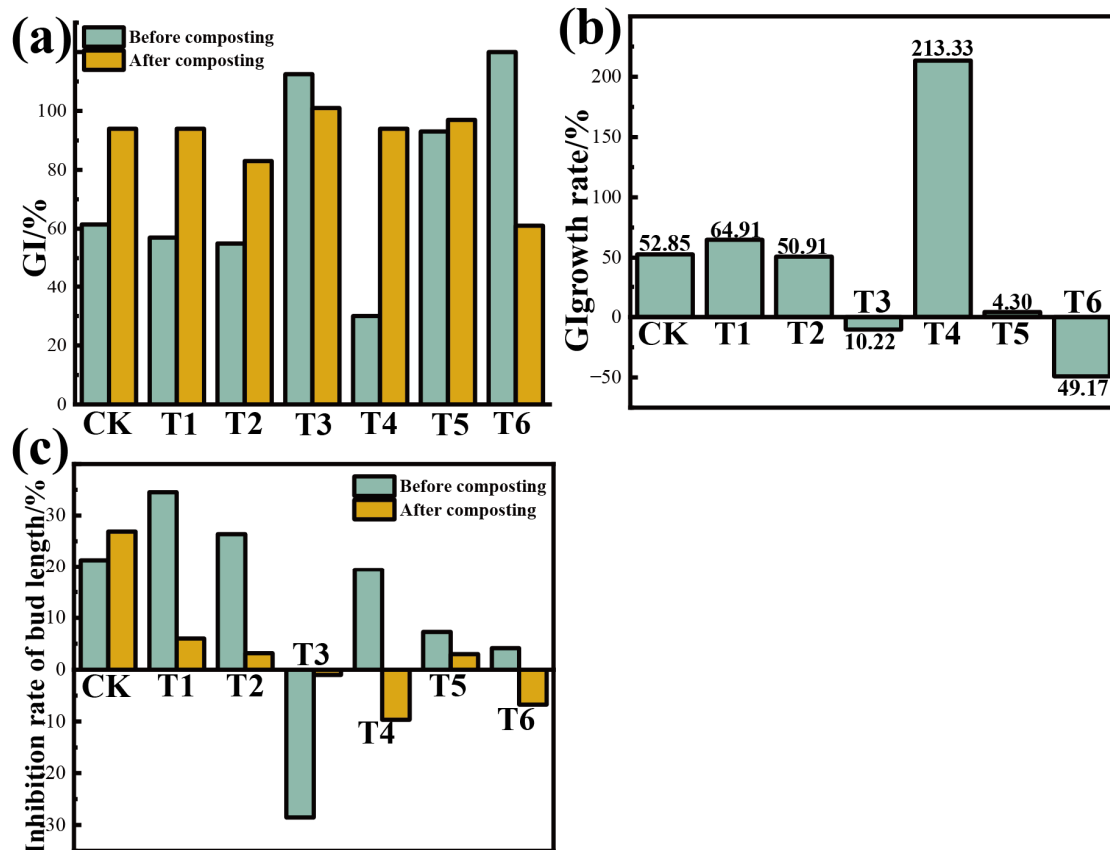 (a)
Before composting
After composting
GI/%
100
80
60
40
20
0
CK T1 T2 T3 T4 T5 T6
(b)
GIgrowth rate/%
200
150
100
50
0
−50
213.33
52.85 64.91 50.91 T3 4.30 T6
CK T1 T2 10.22 T4 T5
49.17
(c)
Before composting
After composting
Inhibition rate of bud length/%
30
20
10
0
-10
-20
-30
T3
CK T1 T2 T5
T4 T6